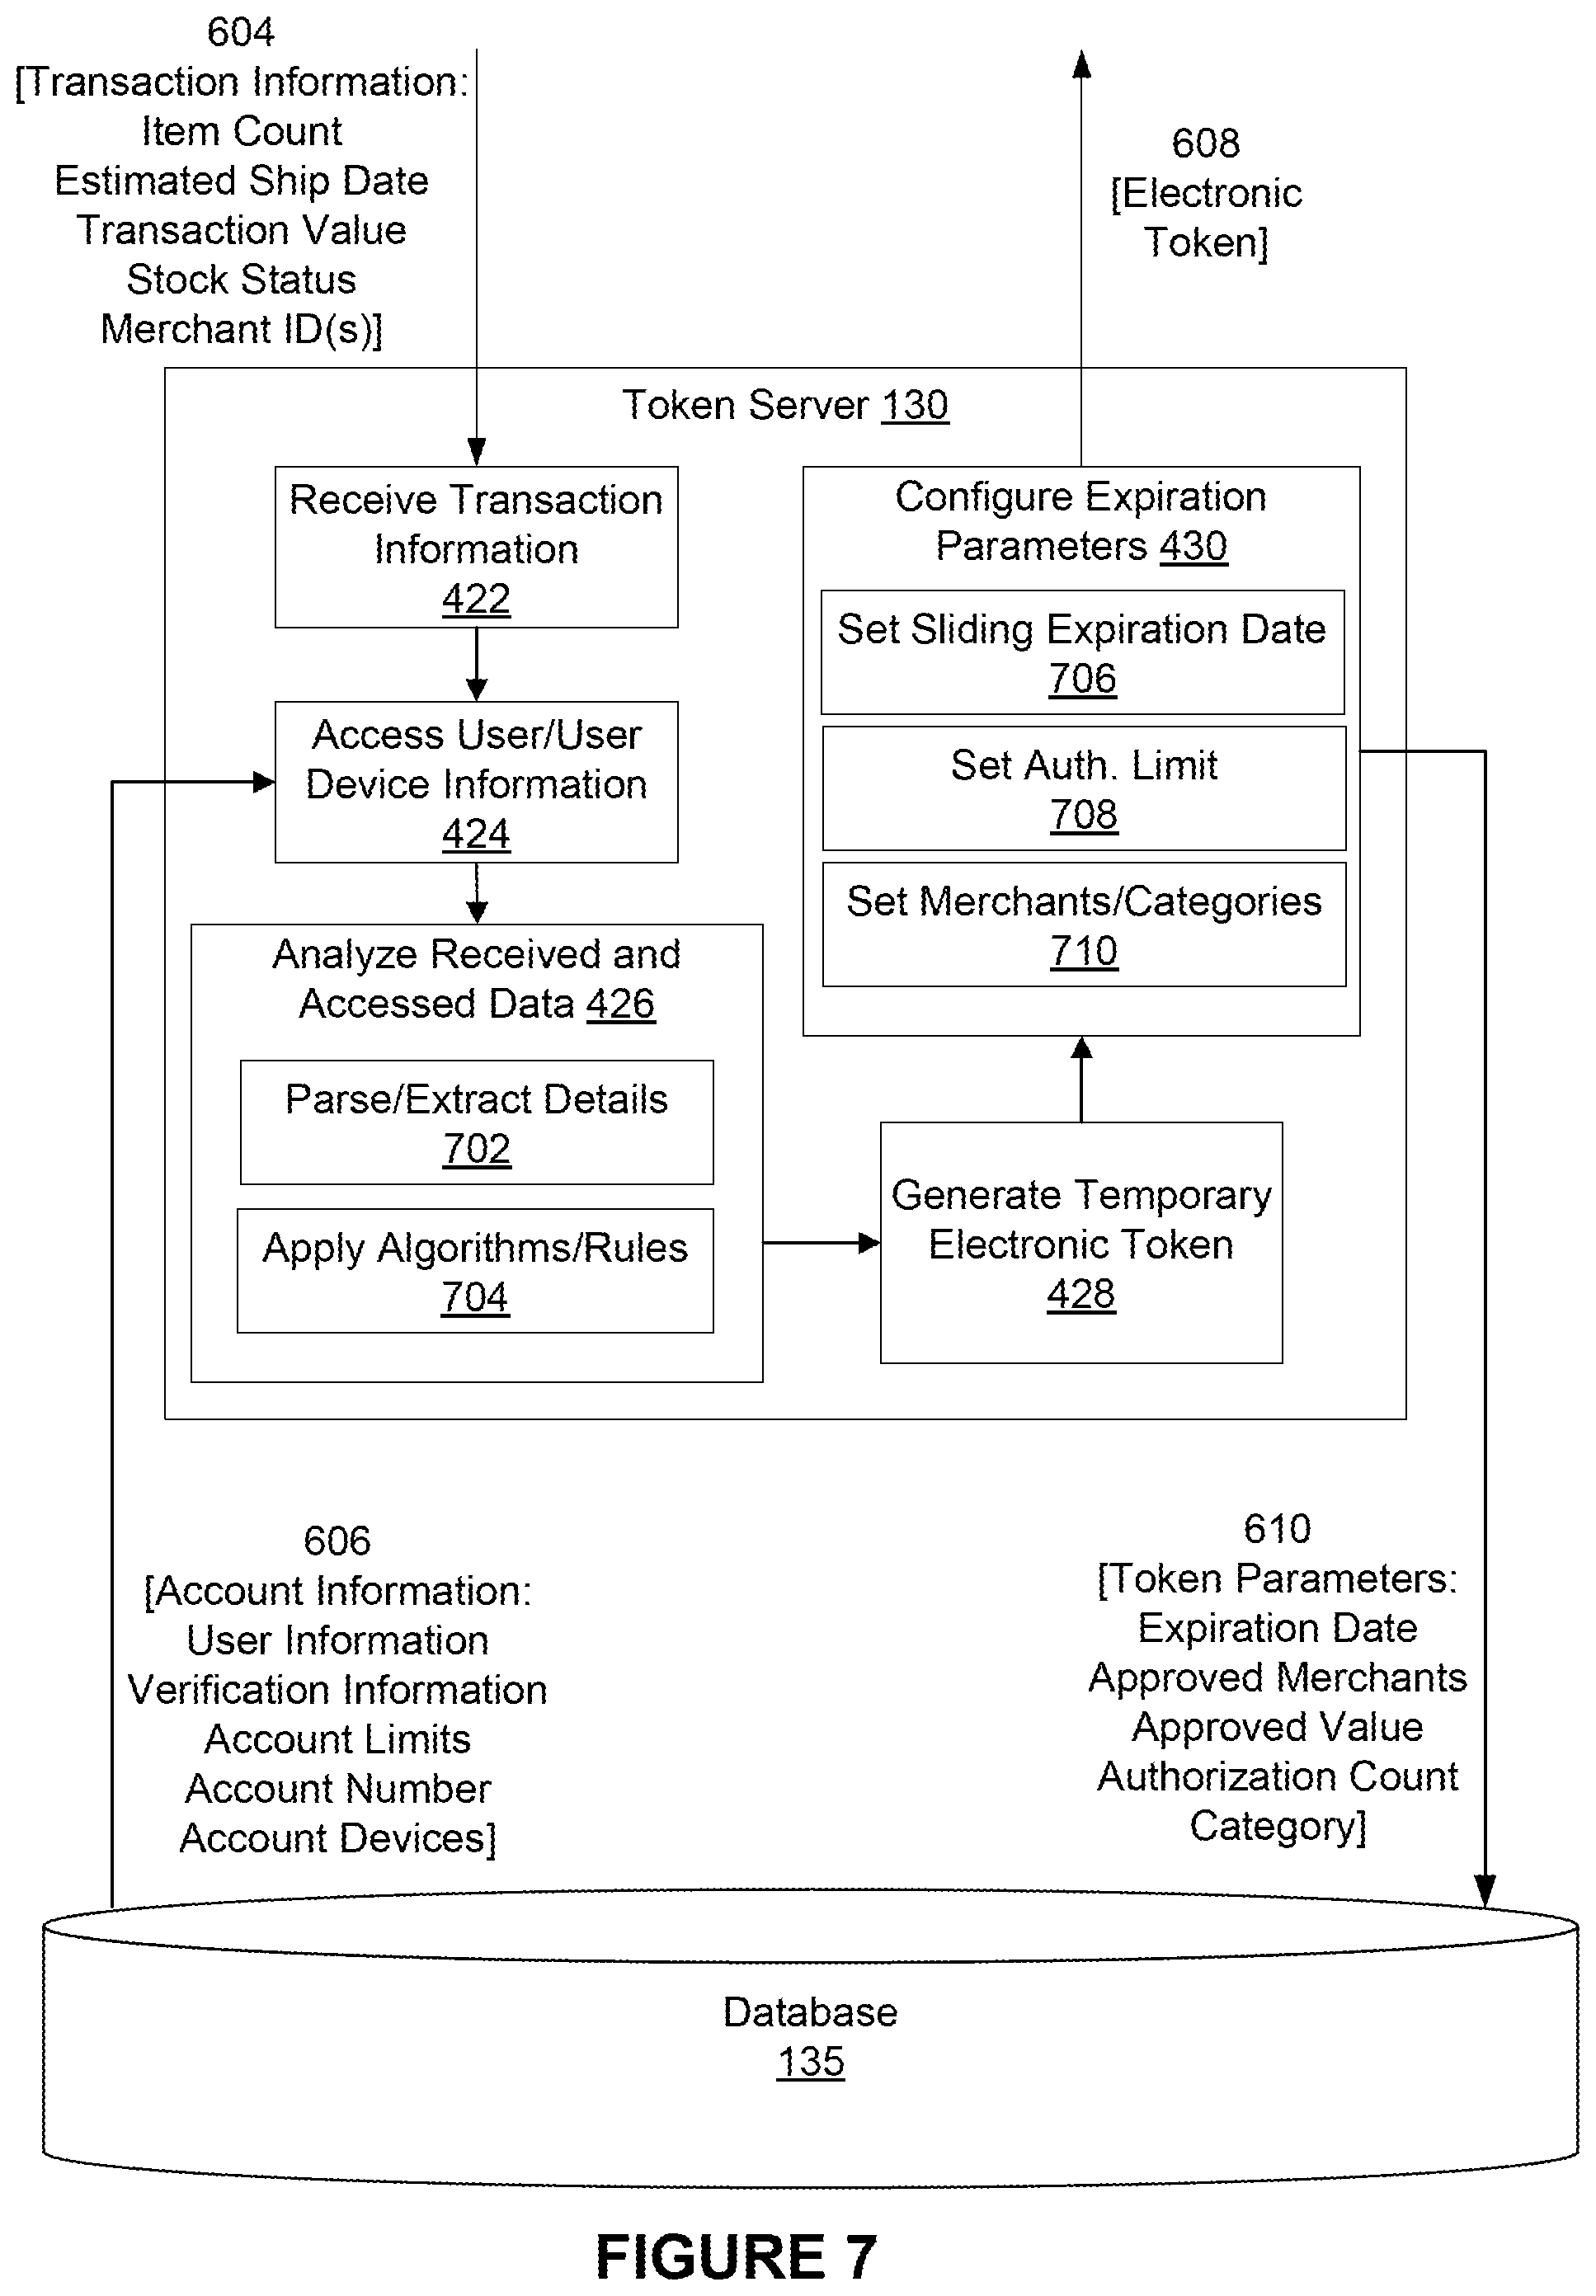 604
[Transaction Information:
Item Count
Estimated Ship Date
Transaction Value
Stock Status
Merchant ID(s)]
608
[Electronic
Token]
Token Server 130
Receive Transaction
Information
422
Access User/User
Device Information
424
Analyze Received and
Accessed Data 426
Parse/Extract Details
702
Apply Algorithms/Rules
704
Generate Temporary
Electronic Token
428
Configure Expiration
Parameters 430
Set Sliding Expiration Date
706
Set Auth. Limit
708
Set Merchants/Categories
710
606
[Account Information:
User Information
Verification Information
Account Limits
Account Number
Account Devices]
610
[Token Parameters:
Expiration Date
Approved Merchants
Approved Value
Authorization Count
Category]
Database
135
FIGURE 7